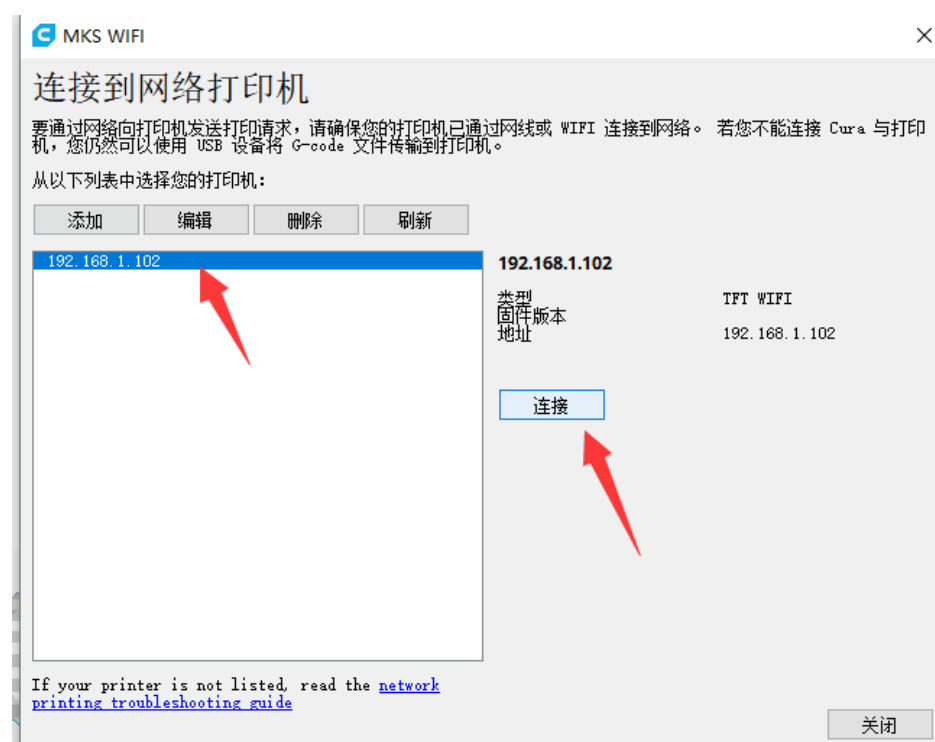 MKS WIFI
连接到网络打印机
要通过网络向打印机发送打印请求，请确保您的打印机已通过网线或 WIFI 连接到网络。 若您不能连接 Cura 与打印
机，您仍然可以使用 USB 设备将 G-code 文件传输到打印机。
从以下列表中选择您的打印机：
添加 编辑 删除 刷新
192.168.1.102
192.168.1.102
类型 TFT WIFI
固件版本
地址 192.168.1.102
连接
If your printer is not listed, read the network
printing troubleshooting guide
关闭